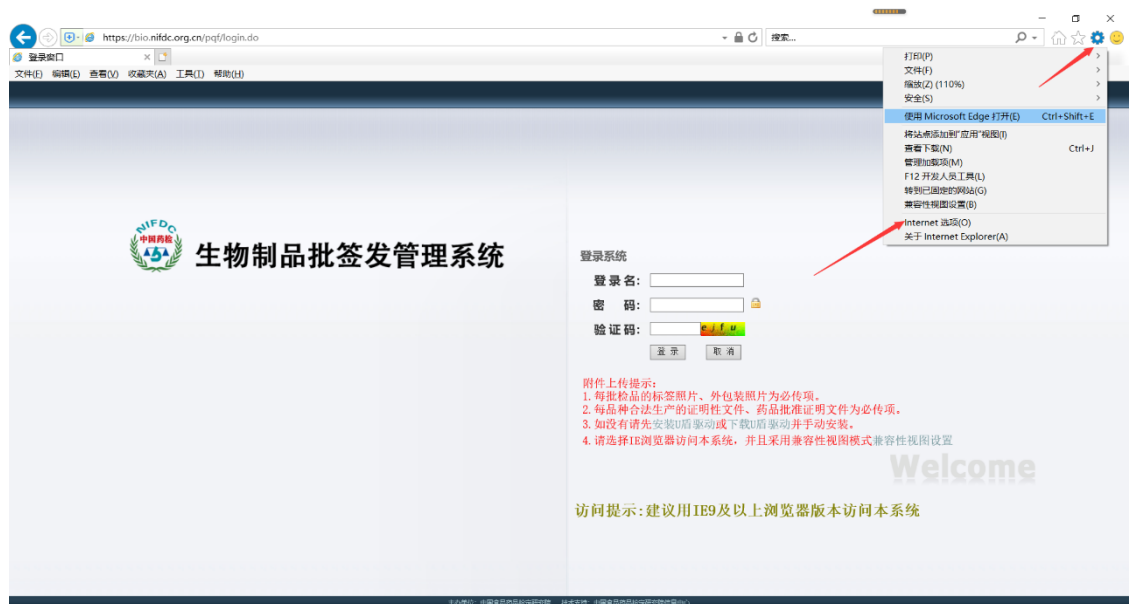 https://bio.nifdc.org.cn/pqf/login.do
搜索...
登录窗口
文件(F) 编辑(E) 查看(V) 收藏夹(A) 工具(T) 帮助(H)
打印(P)
文件(F)
缩放(Z) (110%)
安全(S)
使用 Microsoft Edge 打开(E) Ctrl+Shift+E
将站点添加到"应用"视图(I)
查看下载(N) Ctrl+J
管理加载项(M)
F12 开发人员工具(L)
转到已固定的网站(G)
兼容性视图设置(B)
Internet 选项(O)
关于 Internet Explorer(A)
NIFDC
中国药检
生物制品批签发管理系统
登录系统
登录名:
密 码:
验证码: ejfu
登 录 取 消
附件上传提示:
1.每批检品的标签照片、外包装照片为必传项。
2.每品种合法生产的证明性文件、药品批准证明文件为必传项。
3.如没有请先安装U盾驱动或下载U盾驱动并手动安装。
4.请选择IE浏览器访问本系统，并且采用兼容性视图模式兼容性视图设置
Welcome
访问提示:建议用IE9及以上浏览器版本访问本系统